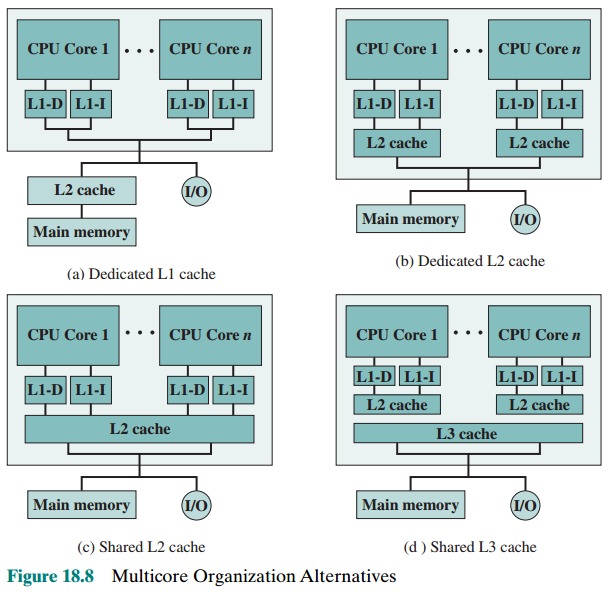 CPU Core 1 • • • CPU Core n
L1-D L1-I L1-D L1-I
L2 cache I/O
Main memory
(a) Dedicated L1 cache
CPU Core 1 • • • CPU Core n
L1-D L1-I L1-D L1-I
L2 cache L2 cache
Main memory I/O
(b) Dedicated L2 cache
CPU Core 1 • • • CPU Core n
L1-D L1-I L1-D L1-I
L2 cache
Main memory I/O
(c) Shared L2 cache
CPU Core 1 • • • CPU Core n
L1-D L1-I L1-D L1-I
L2 cache L2 cache
L3 cache
Main memory I/O
(d ) Shared L3 cache
Figure 18.8 Multicore Organization Alternatives